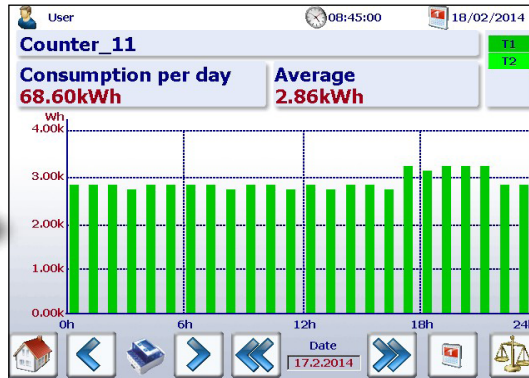 User 08:45:00 18/02/2014
Counter_11
T1
T2
Consumption per day Average
68.60kWh 2.86kWh
Wh
4.00k
3.00k
2.00k
1.00k
0.00k
0h 6h 12h 18h 24h
Date
17.2.2014